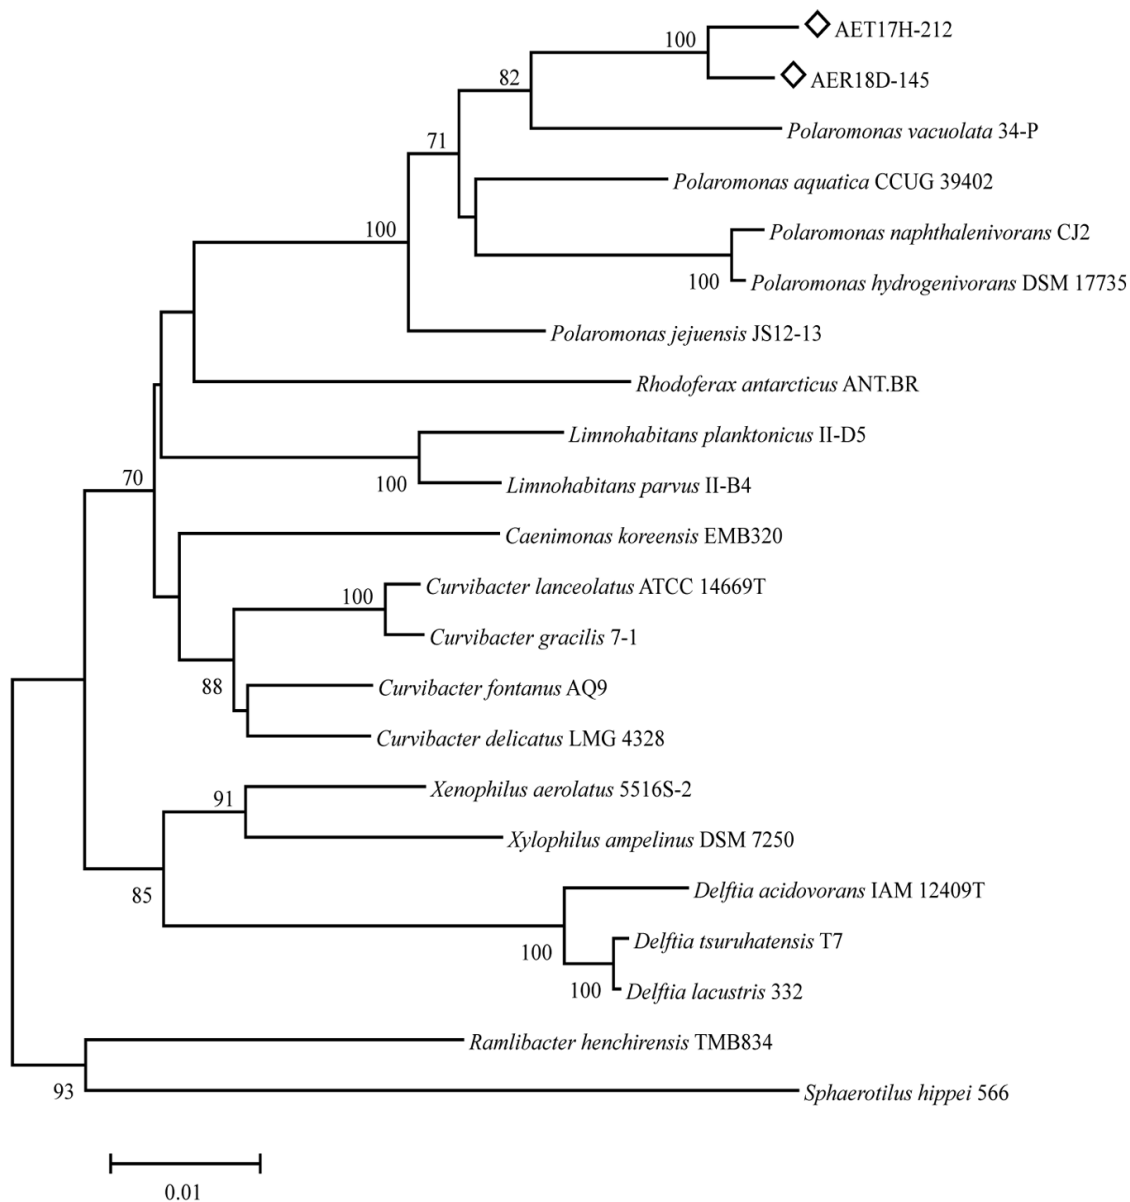 100
AET17H-212
82
AER18D-145
Polaromonas vacuolata 34-P
71
Polaromonas aquatica CCUG 39402
100
Polaromonas naphthalenivorans CJ2
100
Polaromonas hydrogenivorans DSM 17735
Polaromonas jejuensis JS12-13
Rhodoferax antarcticus ANT.BR
Limnohabitans planktonicus II-D5
70
100
Limnohabitans parvus II-B4
Caenimonas koreensis EMB320
Curvibacter lanceolatus ATCC 14669T
100
Curvibacter gracilis 7-1
88
Curvibacter fontanus AQ9
Curvibacter delicatus LMG 4328
Xenophilus aerolatus 5516S-2
91
Xylophilus ampelinus DSM 7250
85
Delftia acidovorans IAM 12409T
Delftia tsuruhatensis T7
100
100
Delftia lacustris 332
Ramlibacter henchirensis TMB834
93
Sphaerotilus hippei 566
0.01